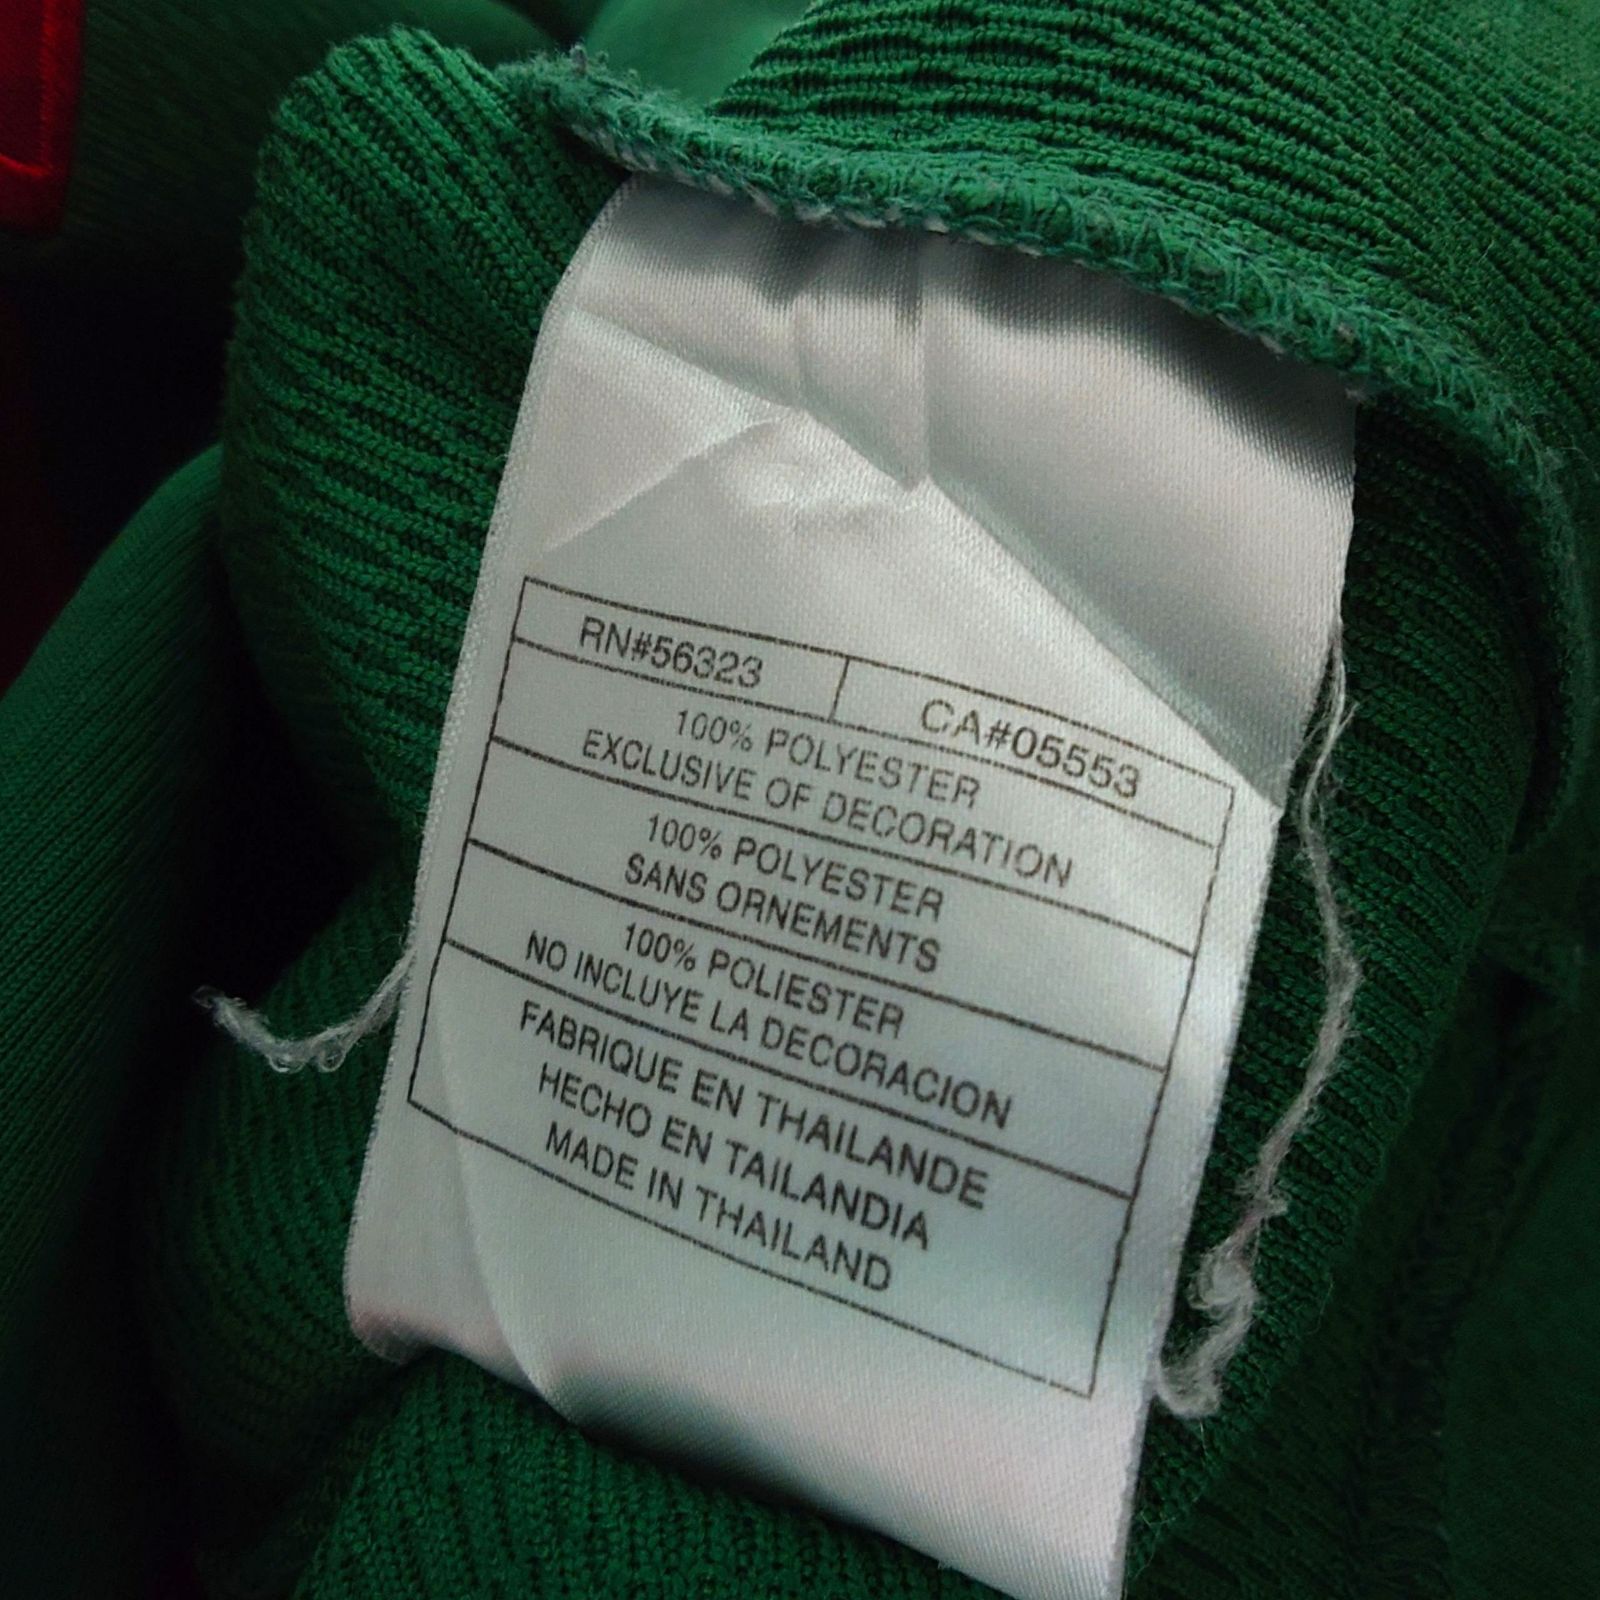 RN#56323 CA#05553
100% POLYESTER
EXCLUSIVE OF DECORATION
100% POLYESTER
SANS ORNEMENTS
100% POLIESTER
NO INCLUYE LA DECORACION
FABRIQUE EN THAILANDE
HECHO EN TAILANDIA
MADE IN THAILAND